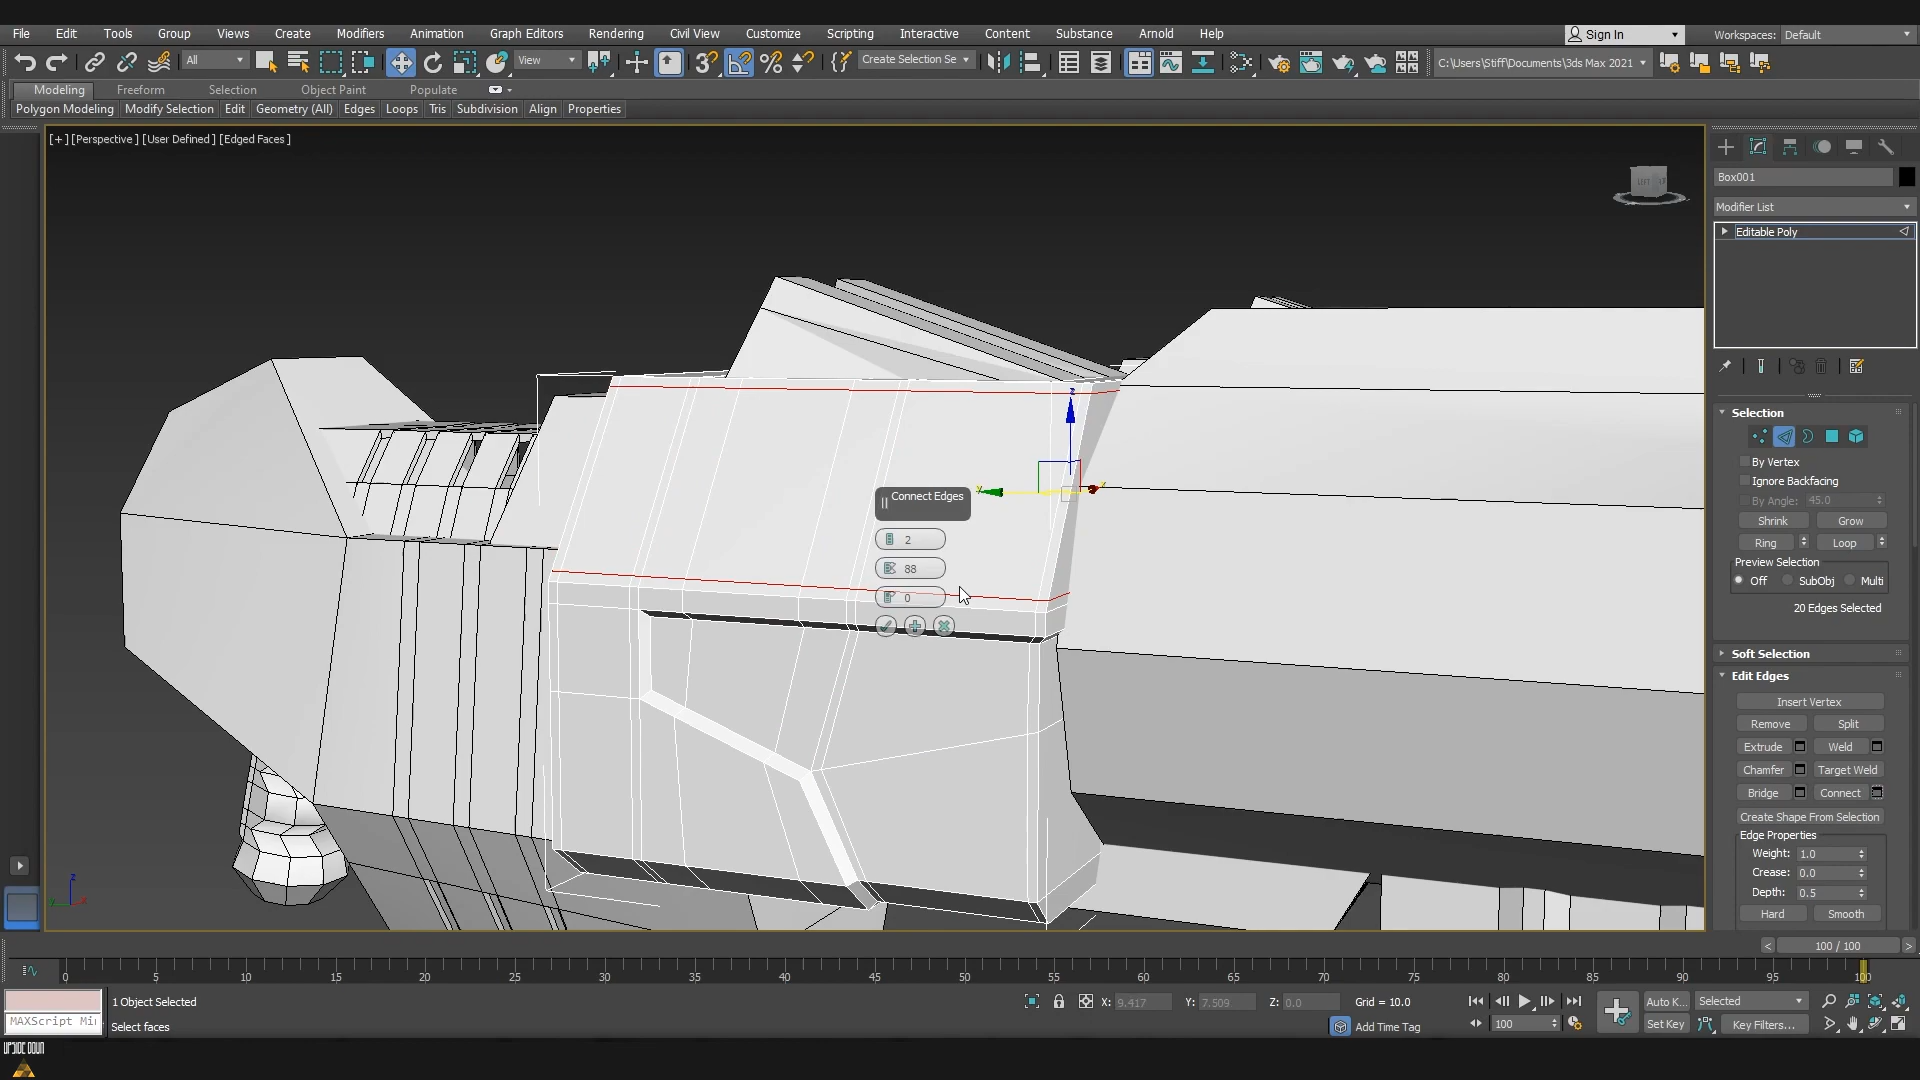 File Edit Tools Group Views Create Modifiers Animation Graph Editors Rendering Civil View Customize Scripting Interactive Content Substance Arnold Help
Sign In
Workspaces: Default
All
View
Create Selection Se
C:\Users\Stiff\Documents\3ds Max 2021
Modeling Freeform Selection Object Paint Populate
Polygon Modeling Modify Selection Edit Geometry (All) Edges Loops Tris Subdivision Align Properties
[+] [Perspective ] [User Defined ] [Edged Faces ]
Box001
Modifier List
Editable Poly
Selection
By Vertex
Ignore Backfacing
By Angle: 45.0
Shrink Grow
Ring Loop
Preview Selection
Off SubObj Multi
20 Edges Selected
Soft Selection
Edit Edges
Insert Vertex
Remove Split
Extrude Weld
Chamfer Target Weld
Bridge Connect
Create Shape From Selection
Edge Properties
Weight: 1.0
Crease: 0.0
Depth: 0.5
Hard Smooth
Connect Edges
2
88
0
z
y
z
< 100 / 100 >
0 5 10 15 20 25 30 35 40 45 50 55 60 65 70 75 80 85 90 95 100
1 Object Selected
X: 9.417 Y: 7.509 Z: 0.0 Grid = 10.0
Auto K... Selected
MAXScript Mi
Select faces
Add Time Tag
100
Set Key Key Filters...
UPSIDE DOWN